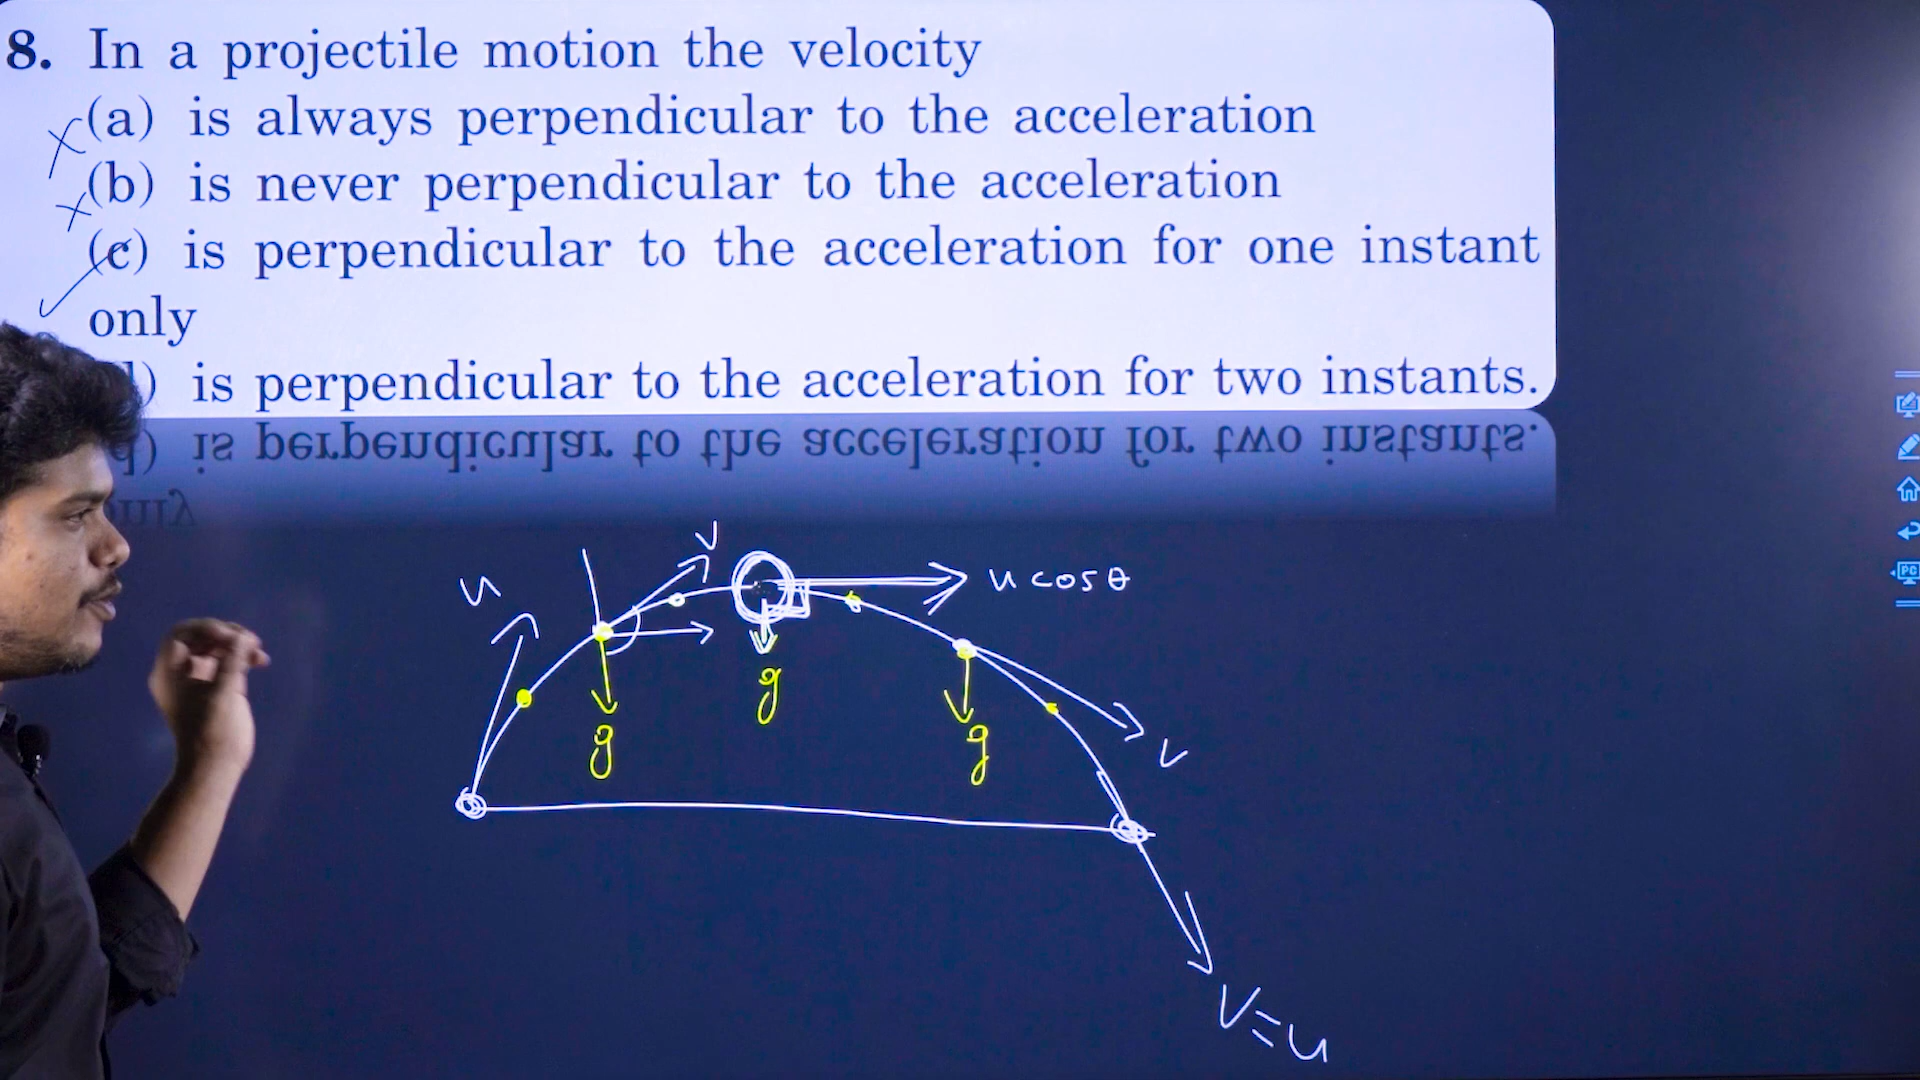 8. In a projectile motion the velocity
(a) is always perpendicular to the acceleration
(b) is never perpendicular to the acceleration
(c) is perpendicular to the acceleration for one instant
only
) is perpendicular to the acceleration for two instants.
u
v
u cosθ
g
g
g
v
V=u
PC